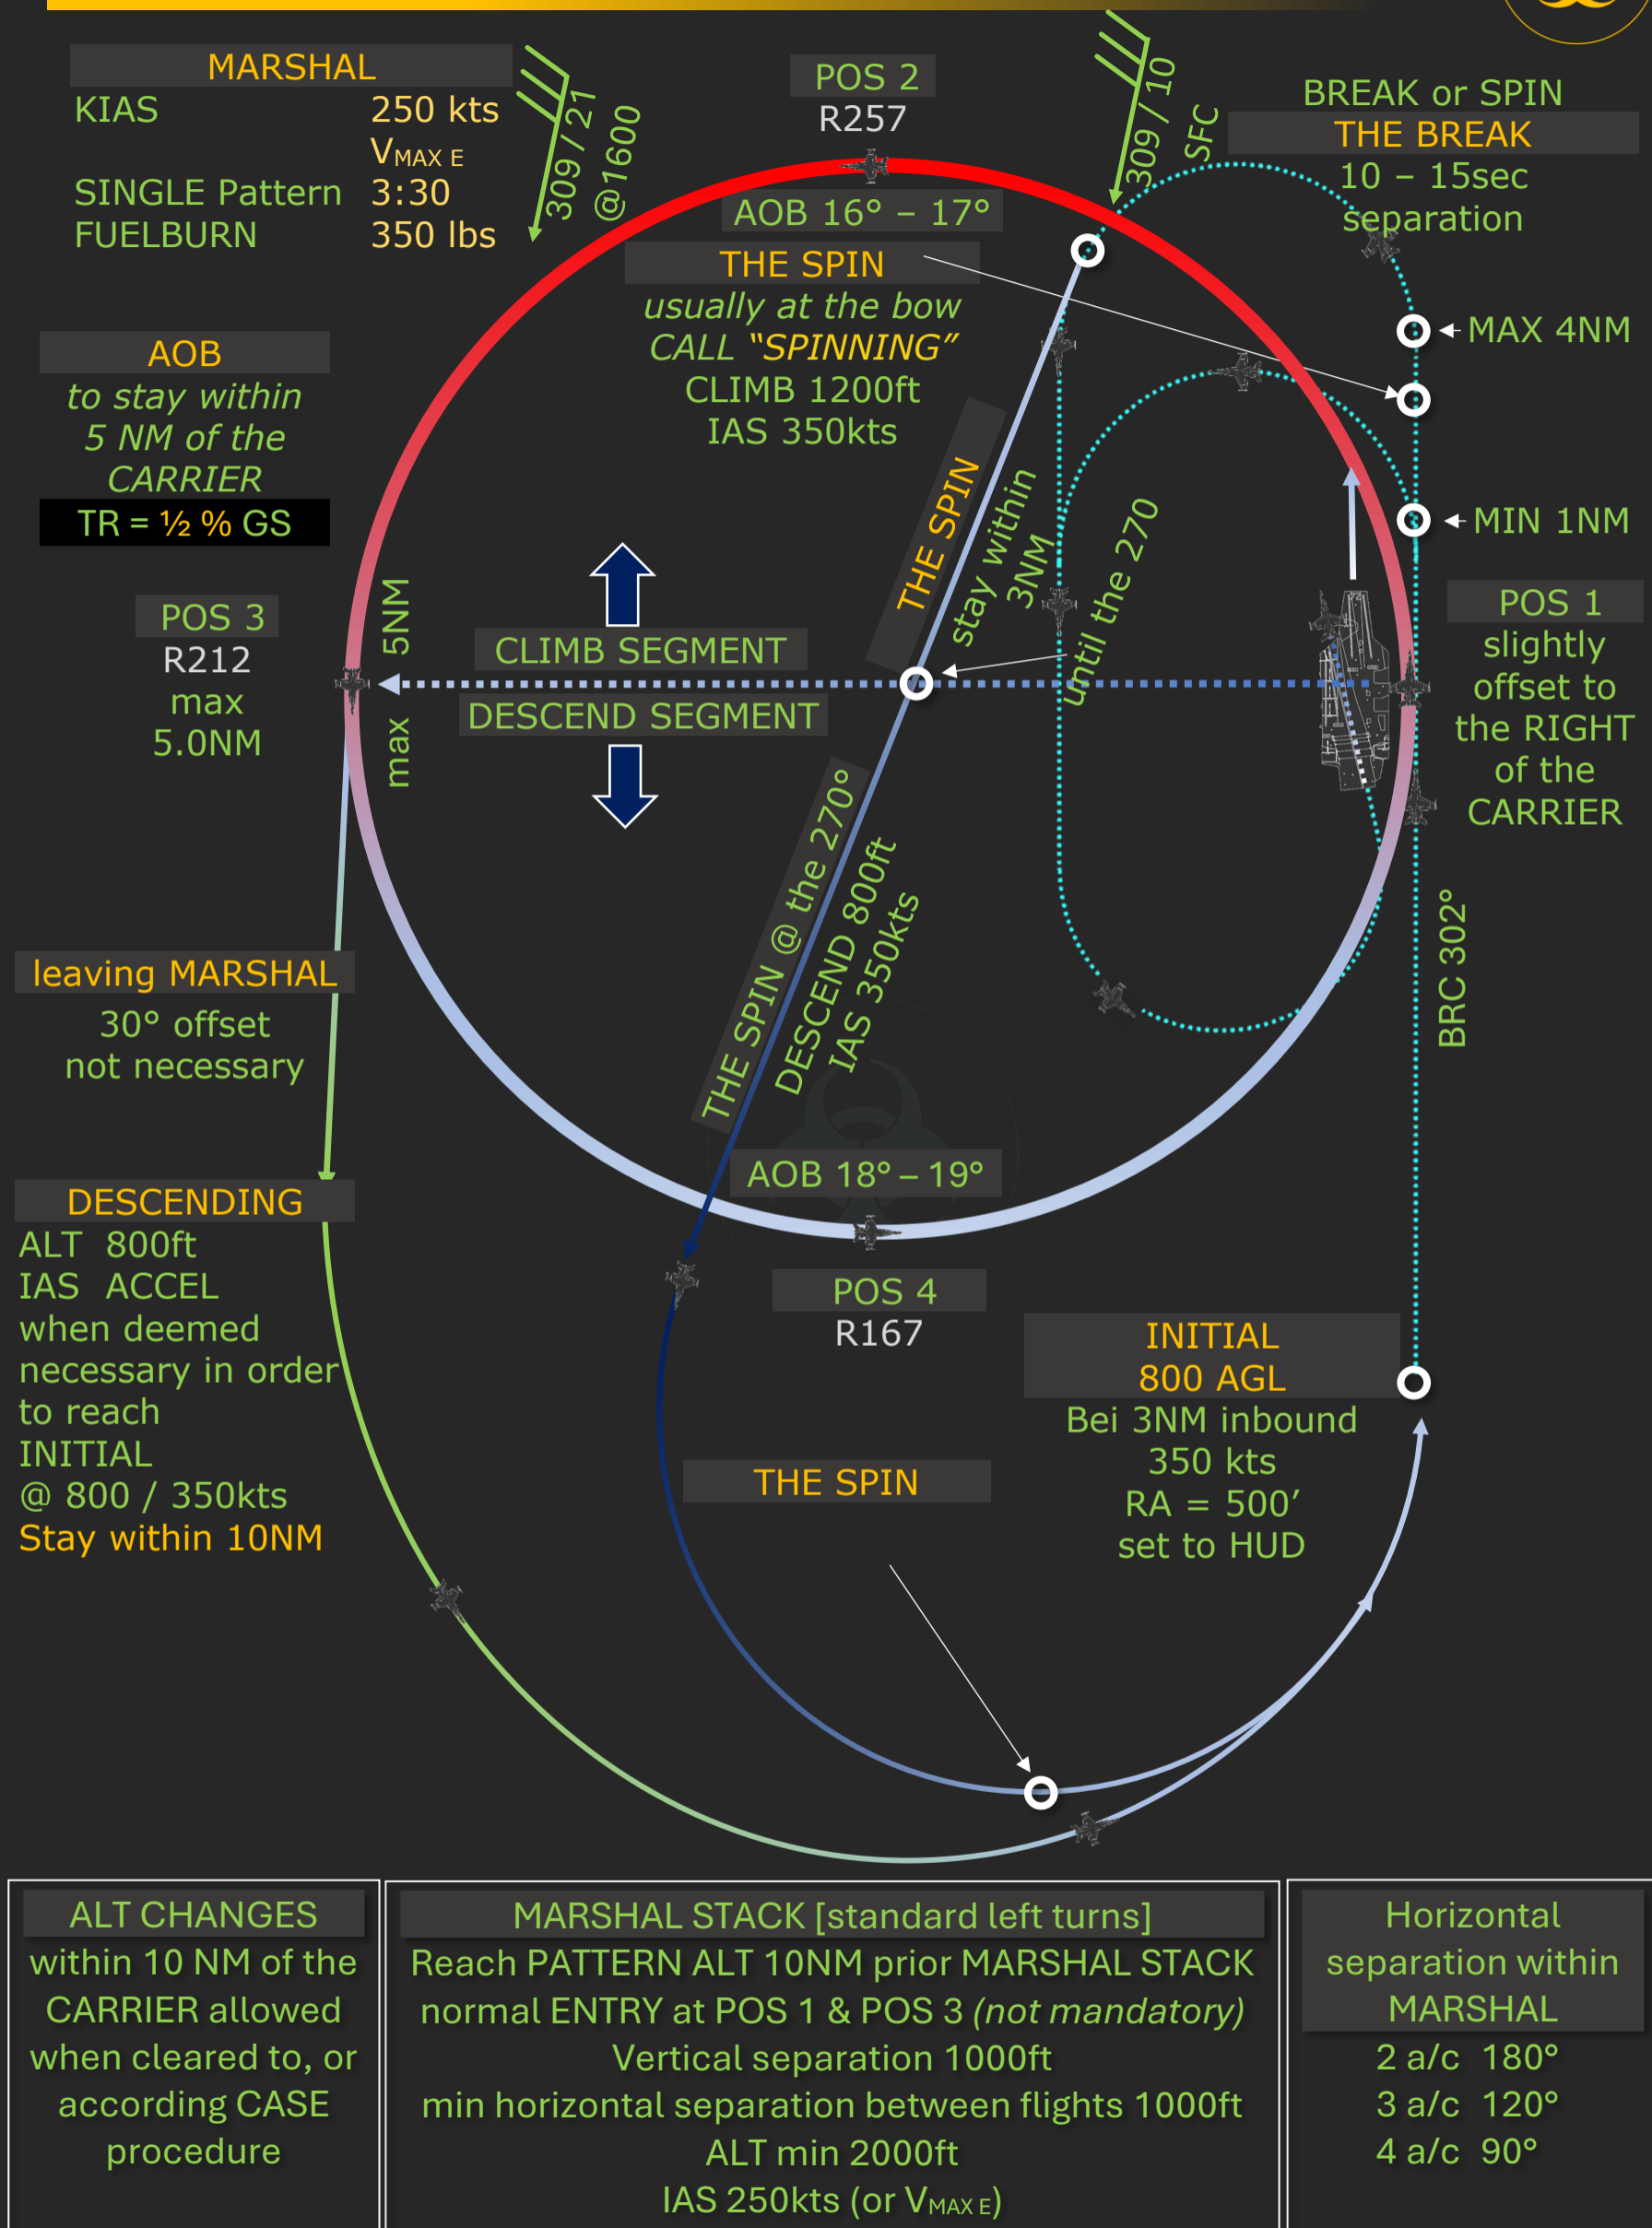 MARSHAL
KIAS 250 kts
VMAX E
SINGLE Pattern 3:30
FUELBURN 350 lbs
309 / 21
@1600
POS 2
R257
AOB 16° – 17°
309 / 10
SFC
BREAK or SPIN
THE BREAK
10 – 15sec
separation
THE SPIN
usually at the bow
CALL “SPINNING”
CLIMB 1200ft
IAS 350kts
MAX 4NM
MIN 1NM
AOB
to stay within
5 NM of the
CARRIER
TR = ½ % GS
THE SPIN
stay within
3NM
until the 270
POS 3
R212
max
5.0NM
max 5NM
CLIMB SEGMENT
DESCEND SEGMENT
POS 1
slightly
offset to
the RIGHT
of the
CARRIER
THE SPIN @ the 270°
DESCEND 800ft
IAS 350kts
BRC 302°
leaving MARSHAL
30° offset
not necessary
AOB 18° – 19°
POS 4
R167
DESCENDING
ALT 800ft
IAS ACCEL
when deemed
necessary in order
to reach
INITIAL
@ 800 / 350kts
Stay within 10NM
INITIAL
800 AGL
Bei 3NM inbound
350 kts
RA = 500’
set to HUD
THE SPIN
ALT CHANGES
within 10 NM of the
CARRIER allowed
when cleared to, or
according CASE
procedure
MARSHAL STACK [standard left turns]
Reach PATTERN ALT 10NM prior MARSHAL STACK
normal ENTRY at POS 1 & POS 3 (not mandatory)
Vertical separation 1000ft
min horizontal separation between flights 1000ft
ALT min 2000ft
IAS 250kts (or VMAX E)
Horizontal
separation within
MARSHAL
2 a/c 180°
3 a/c 120°
4 a/c 90°